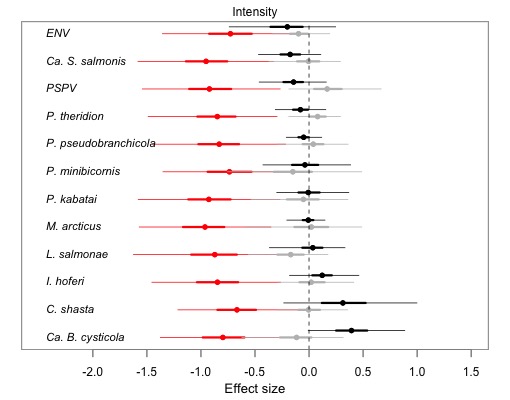 Intensity
ENV
Ca. S. salmonis
PSPV
P. theridion
P. pseudobranchicola
P. minibicornis
P. kabatai
M. arcticus
L. salmonae
I. hoferi
C. shasta
Ca. B. cysticola
-2.0 -1.5 -1.0 -0.5 0.0 0.5 1.0 1.5
Effect size